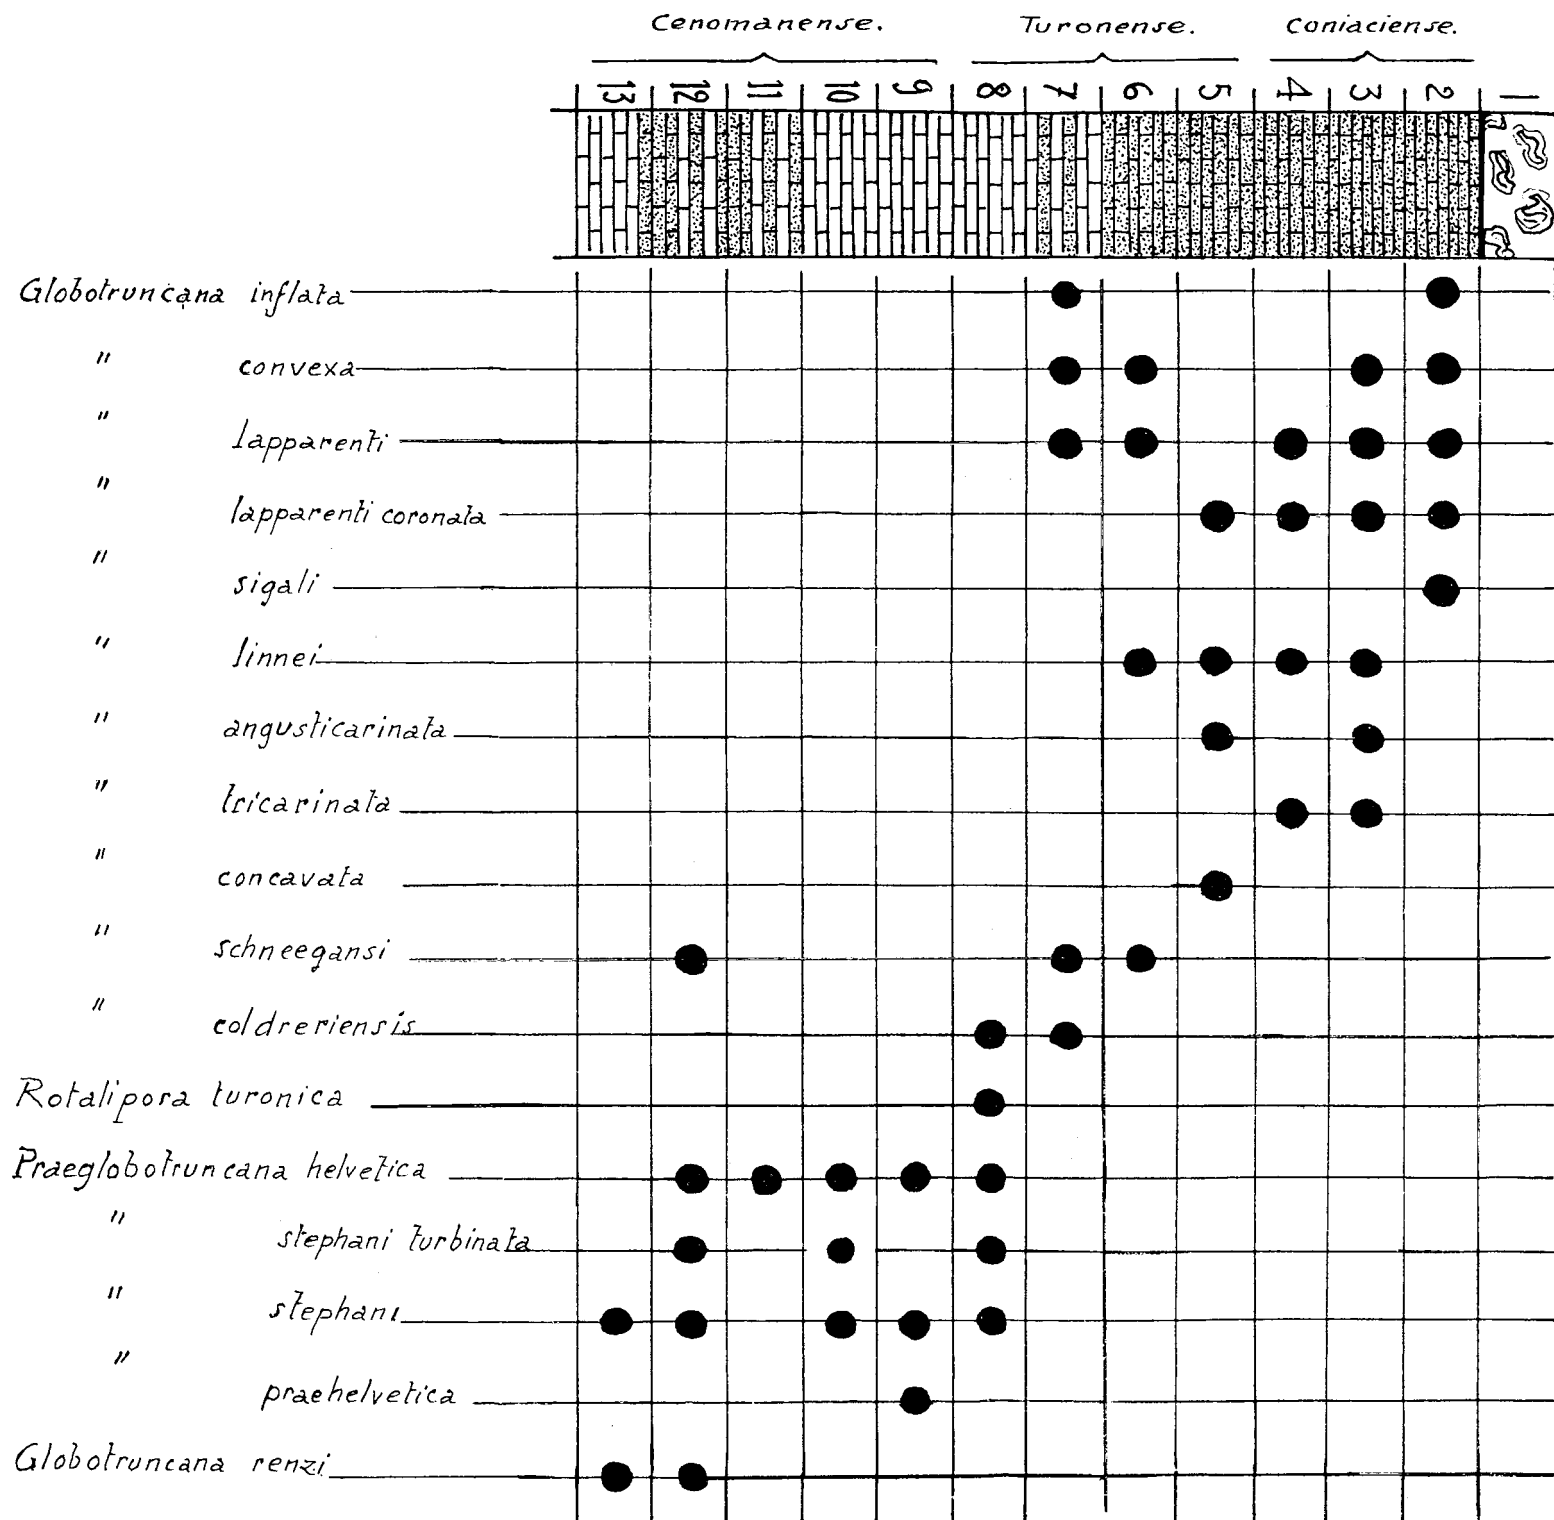 Cenomanense. Turonense. Coniaciense.
13 12 11 10 9 8 7 6 5 4 3 2 1
Globotruncana inflata
" convexa
" lapparenti
" lapparenti coronata
" sigali
" linnei
" angusticarinata
" tricarinata
" concavata
" schneegansi
" coldreriensis
Rotalipora turonica
Praeglobotruncana helvetica
" stephani turbinata
" stephani
" praehelvetica
Globotruncana renzi